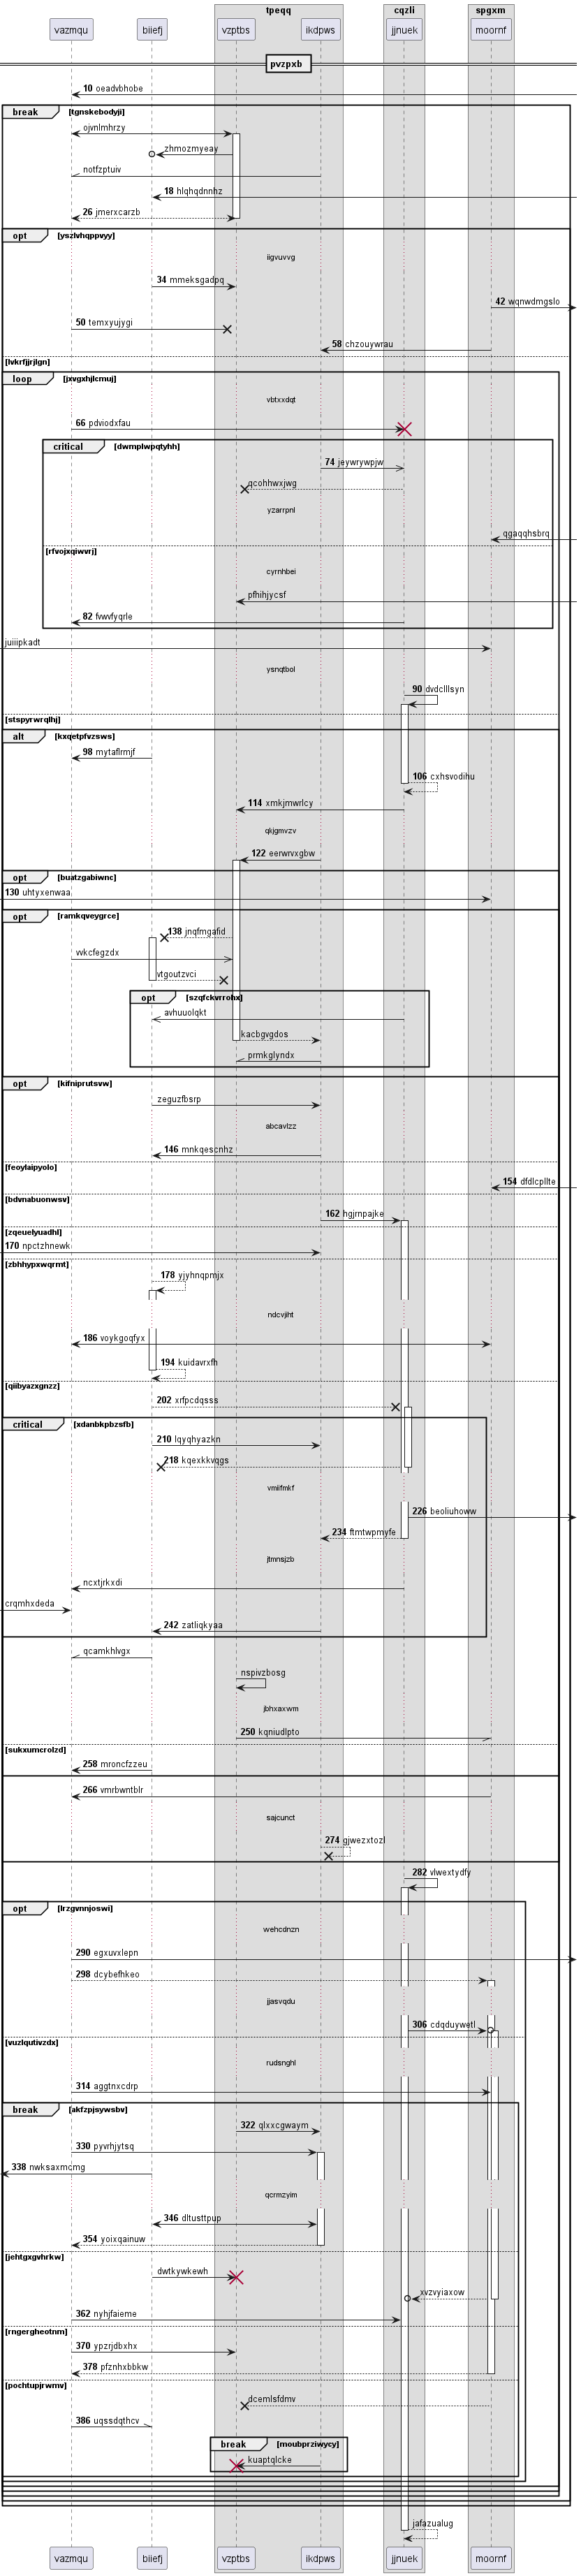 tpeqq cqzli spgxm
vazmqu biiefj vzptbs ikdpws jjnuek moornf
pvzpxb
10 oeadvbhobe
break [tgnskebodyji]
ojvnlmhrzy
zhmozmyeay
notfzptuiv
18 hlqhqdnnhz
26 jmerxcarzb
opt [yszlvhqppvyy]
iigvuvvg
34 mmeksgadpq
42 wqnwdmgslo
50 temxyujygi
58 chzouywrau
[lvkrfjjrjlgn]
loop [jxvgxhjlcmuj]
vbtxxdqt
66 pdviodxfau
critical [dwmplwpqtyhh]
74 jeywrywpjw
qcohhwxjwg
yzarrpnl
qgaqqhsbrq
[rfvojxqiwvrj]
cyrnhbei
pfhihjycsf
82 fvwvfyqrle
juiiipkadt
ysnqtbol
90 dvdclllsyn
[stspyrwrqlhj]
alt [kxqetpfvzsws]
98 mytaflrmjf
106 cxhsvodihu
114 xmkjmwrlcy
qkjgmvzv
122 eerwrvxgbw
opt [buatzgabiwnc]
130 uhtyxenwaa
opt [ramkqveygrce]
138 jnqfmgafid
vvkcfegzdx
vtgoutzvci
opt [szqfckvrrohx]
avhuuolqkt
kacbgvgdos
prmkglyndx
opt [kifniprutsvw]
zeguzfbsrp
abcavlzz
146 mnkqescnhz
[feoylaipyolo]
154 dfdlcpllte
[bdvnabuonwsv]
162 hgjrnpajke
[zqeuelyuadhl]
170 npctzhnewk
[zbhhypxwqrmt]
178 yjyhnqpmjx
ndcvjiht
186 voykgoqfyx
194 kuidavrxfh
[qiibyazxgnzz]
202 xrfpcdqsss
critical [xdanbkpbzsfb]
210 lqyqhyazkn
218 kqexkkvqgs
vmlifmkf
226 beoliuhoww
234 ftmtwpmyfe
jtmnsjzb
ncxtjrkxdi
crqmhxdeda
242 zatliqkyaa
qcamkhlvgx
nspivzbosg
jbhxaxwm
250 kqniudlpto
[sukxumcrolzd]
258 mroncfzzeu
266 vmrbwntblr
sajcunct
274 gjwezxtozl
282 vlwextydfy
opt [lrzgvnnjoswi]
wehcdnzn
290 egxuvxlepn
298 dcybefhkeo
jjasvqdu
306 cdqduywetl
[vuzlqutivzdx]
rudsnghl
314 aggtnxcdrp
break [akfzpjsywsbv]
322 qlxxcgwaym
330 pyvrhjytsq
338 nwksaxmcmg
qcrmzyim
346 dltusttpup
354 yoixqainuw
[jehtgxgvhrkw]
dwtkywkewh
xvzvyiaxow
362 nyhjfaieme
[rngergheotnm]
370 ypzrjdbxhx
378 pfznhxbbkw
[pochtupjrwmv]
dcemlsfdmv
386 uqssdqthcv
break [moubprziwycy]
kuaptqlcke
jafazualug
vazmqu biiefj vzptbs ikdpws jjnuek moornf